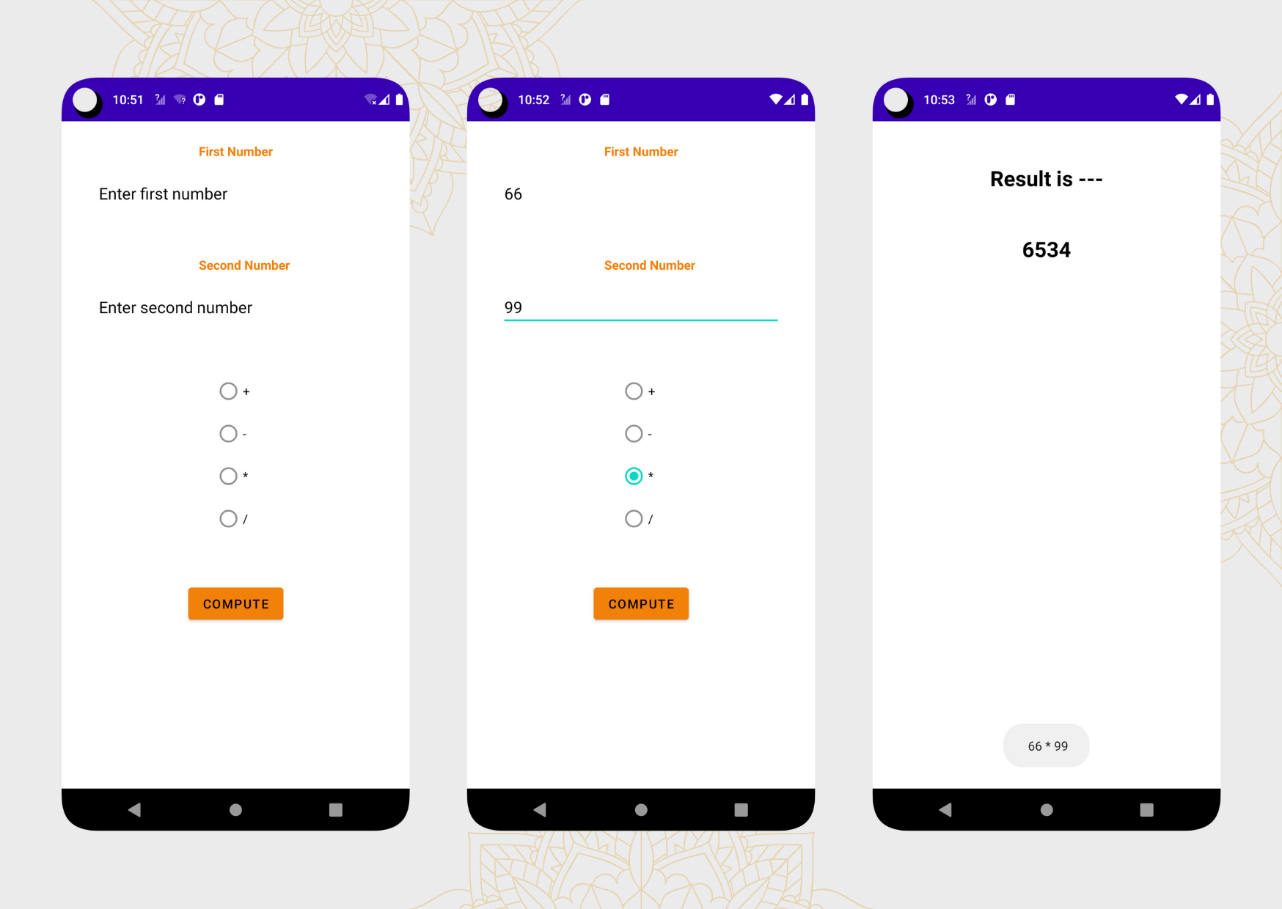 10:51
First Number
Enter first number
Second Number
Enter second number
+
-
*
/
COMPUTE
10:52
First Number
66
Second Number
99
+
-
*
/
COMPUTE
10:53
Result is ---
6534
66 * 99